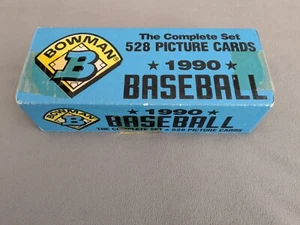 BOWMAN®
B
The Complete Set
528 PICTURE CARDS
★ 1990 ★
BASEBALL
BOWMAN
B
★ 1990 ★
BASEBALL
THE COMPLETE SET • 528 PICTURE CARDS